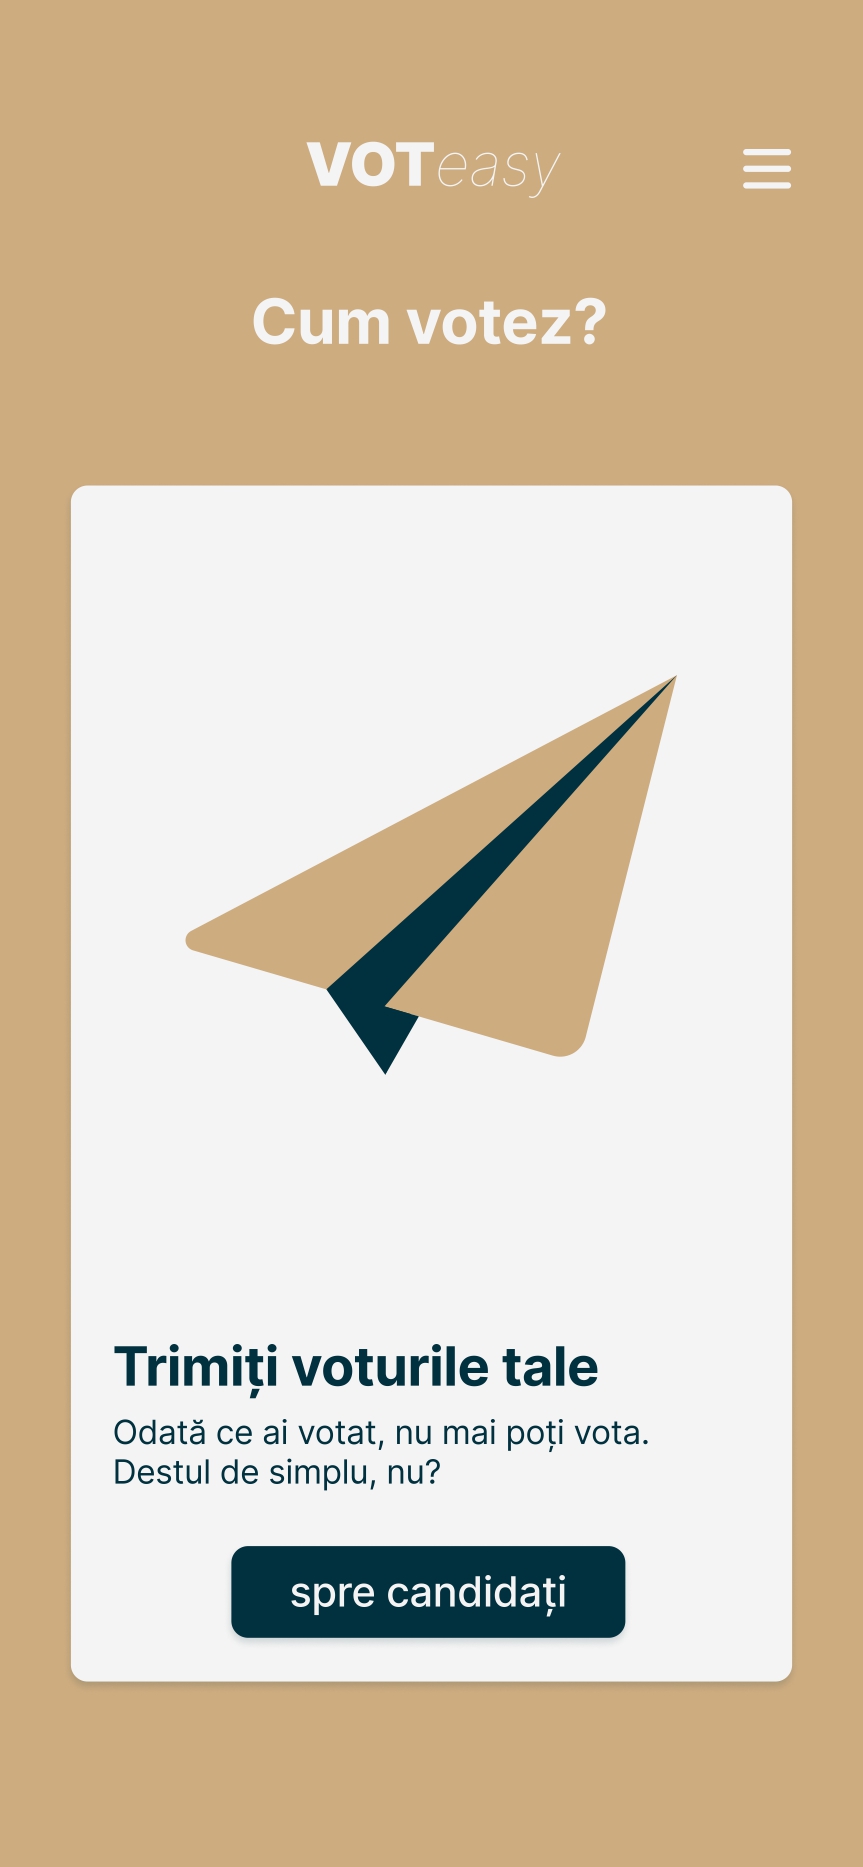 VOTeasy
Cum votez?
Trimiți voturile tale
Odată ce ai votat, nu mai poți vota.
Destul de simplu, nu?
spre candidați